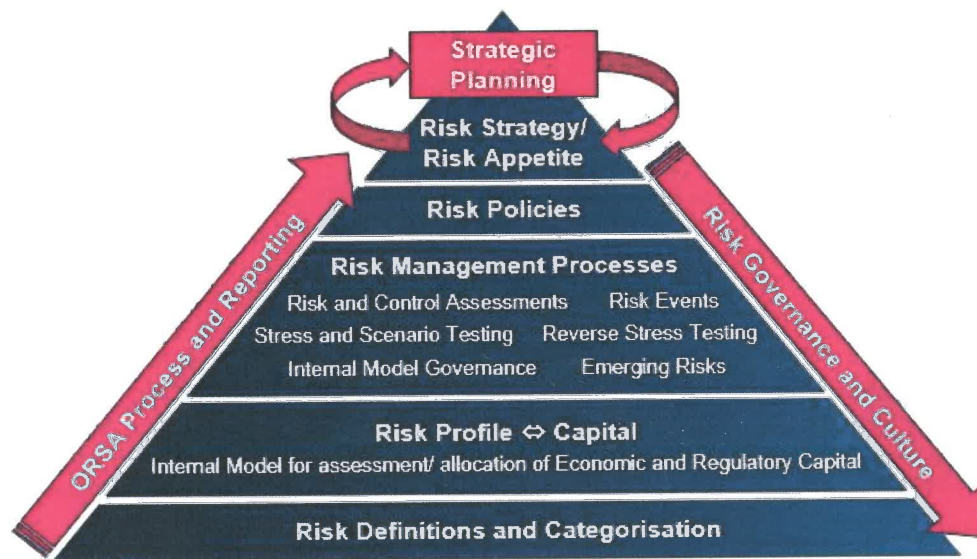 Strategic
Planning
Risk Strategy/
Risk Appetite
Risk Policies
Risk Management Processes
Risk and Control Assessments Risk Events
Stress and Scenario Testing Reverse Stress Testing
Internal Model Governance Emerging Risks
Risk Profile ⇔ Capital
Internal Model for assessment/ allocation of Economic and Regulatory Capital
Risk Definitions and Categorisation
ORSA Process and Reporting
Risk Governance and Culture